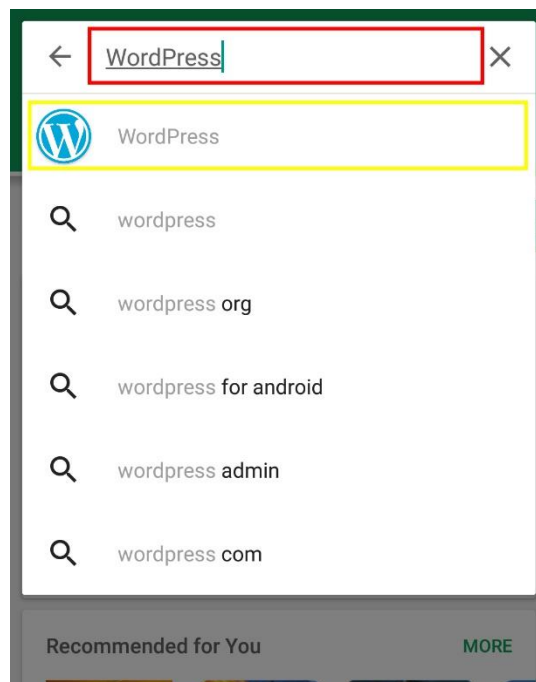 WordPress
WordPress
wordpress
wordpress org
wordpress for android
wordpress admin
wordpress com
Recommended for You MORE